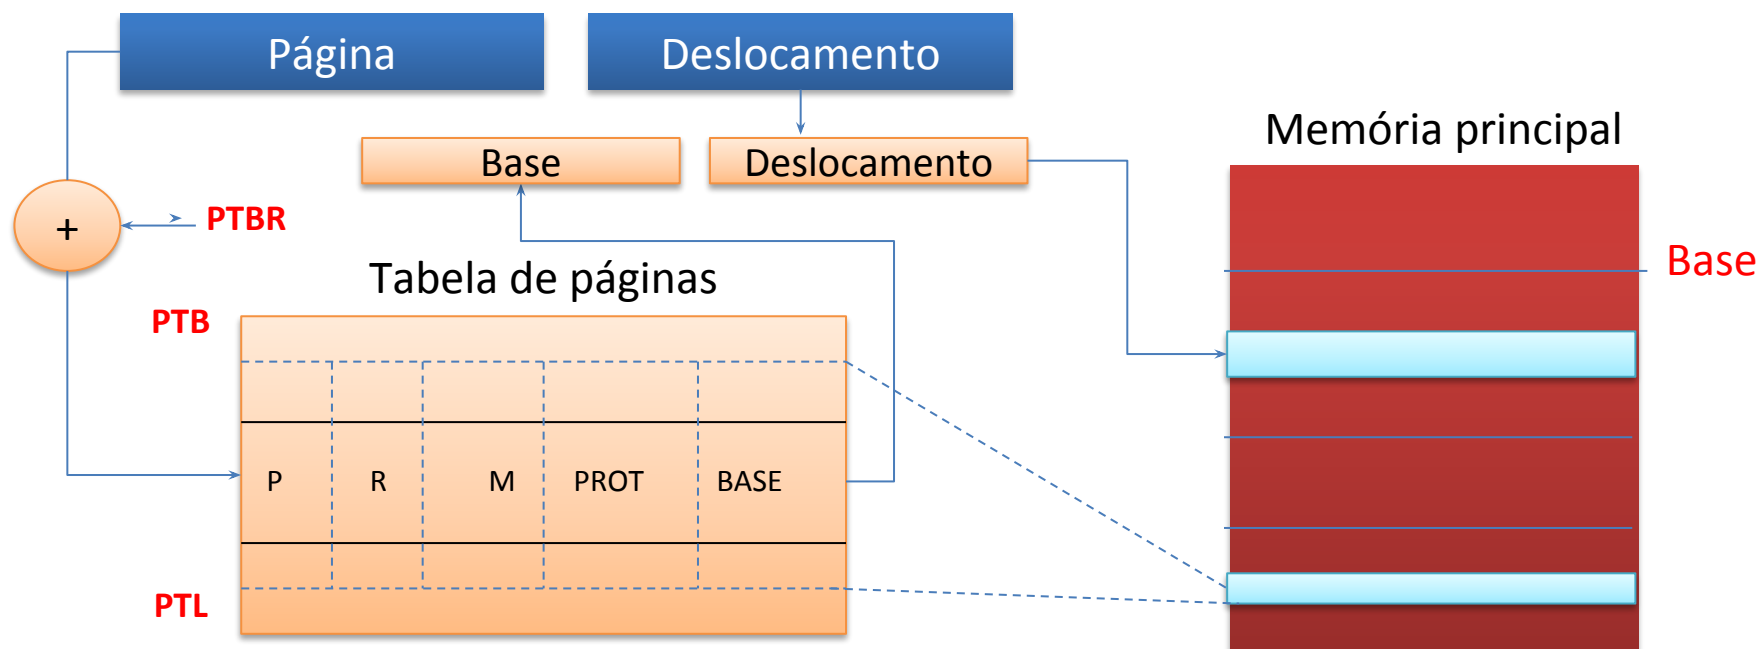 Página
Deslocamento
Memória principal
Base
Deslocamento
+
PTBR
Base
Tabela de páginas
PTB
P R M PROT BASE
PTL